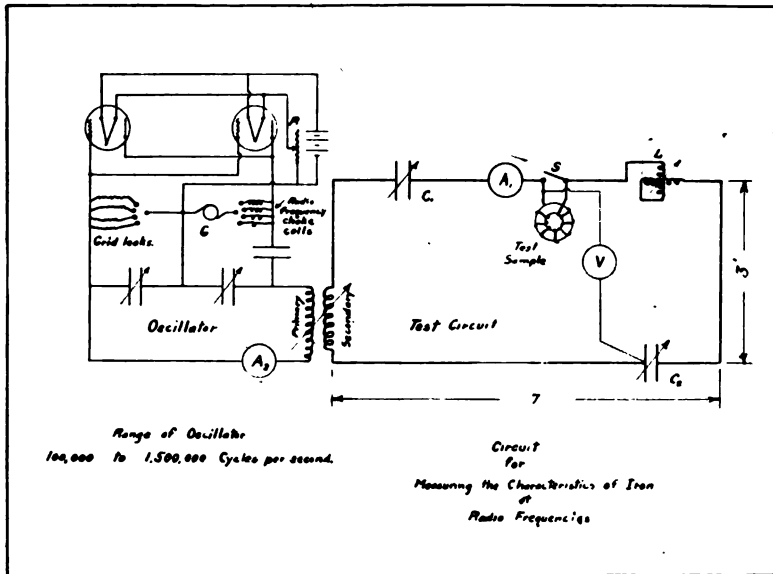 R
Grid leaks.
G
Radio
Frequency
choke
coils
Oscillator
Primary
Secondary
A₂
C₁
A₁
S
L
Test
Sample
V
3'
Test Circuit
C₂
7
Range of Oscillator
100,000 to 1,500,000 Cycles per second.
Circuit
for
Measuring the Characteristics of Iron
at
Radio Frequencies